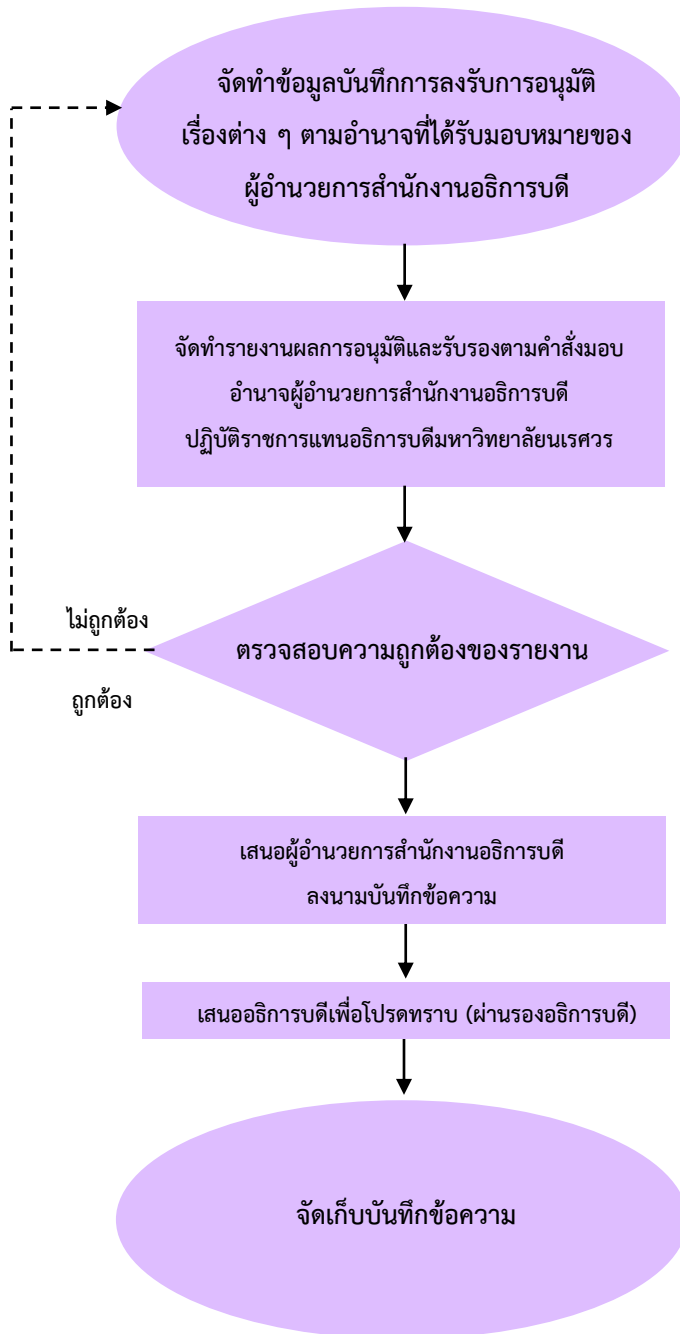 จัดทำข้อมูลบันทึกการลงรับการอนุมัติ
เรื่องต่าง ๆ ตามอำนาจที่ได้รับมอบหมายของ
ผู้อำนวยการสำนักงานอธิการบดี
จัดทำรายงานผลการอนุมัติและรับรองตามคำสั่งมอบ
อำนาจผู้อำนวยการสำนักงานอธิการบดี
ปฏิบัติราชการแทนอธิการบดีมหาวิทยาลัยนเรศวร
ไม่ถูกต้อง
ตรวจสอบความถูกต้องของรายงาน
ถูกต้อง
เสนอผู้อำนวยการสำนักงานอธิการบดี
ลงนามบันทึกข้อความ
เสนออธิการบดีเพื่อโปรดทราบ (ผ่านรองอธิการบดี)
จัดเก็บบันทึกข้อความ